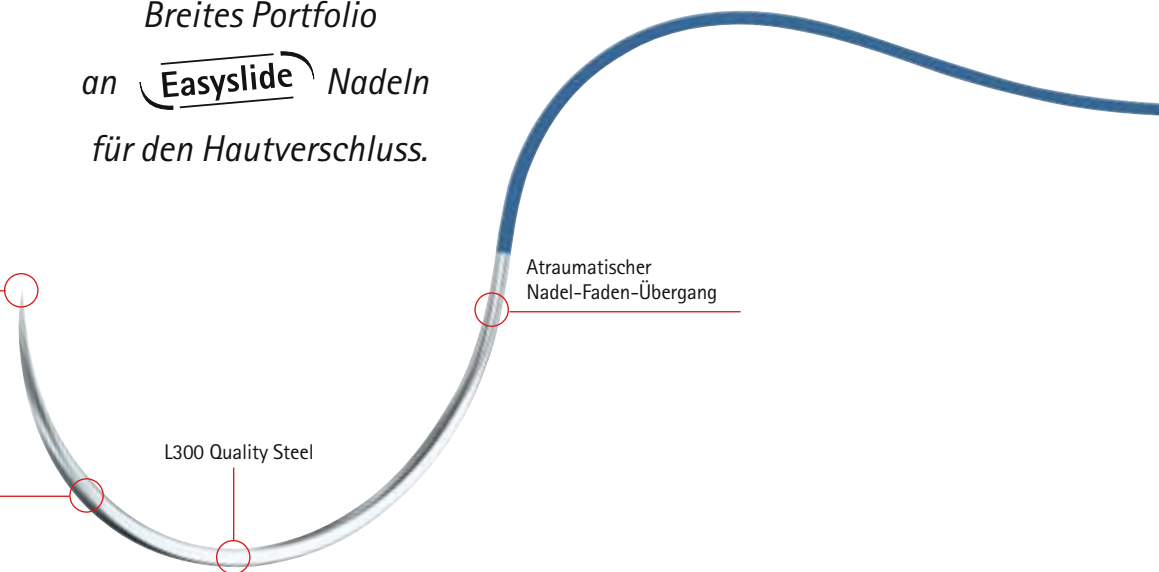 Breites Portfolio
an Easyslide Nadeln
für den Hautverschluss.
Atraumatischer
Nadel-Faden-Übergang
L300 Quality Steel